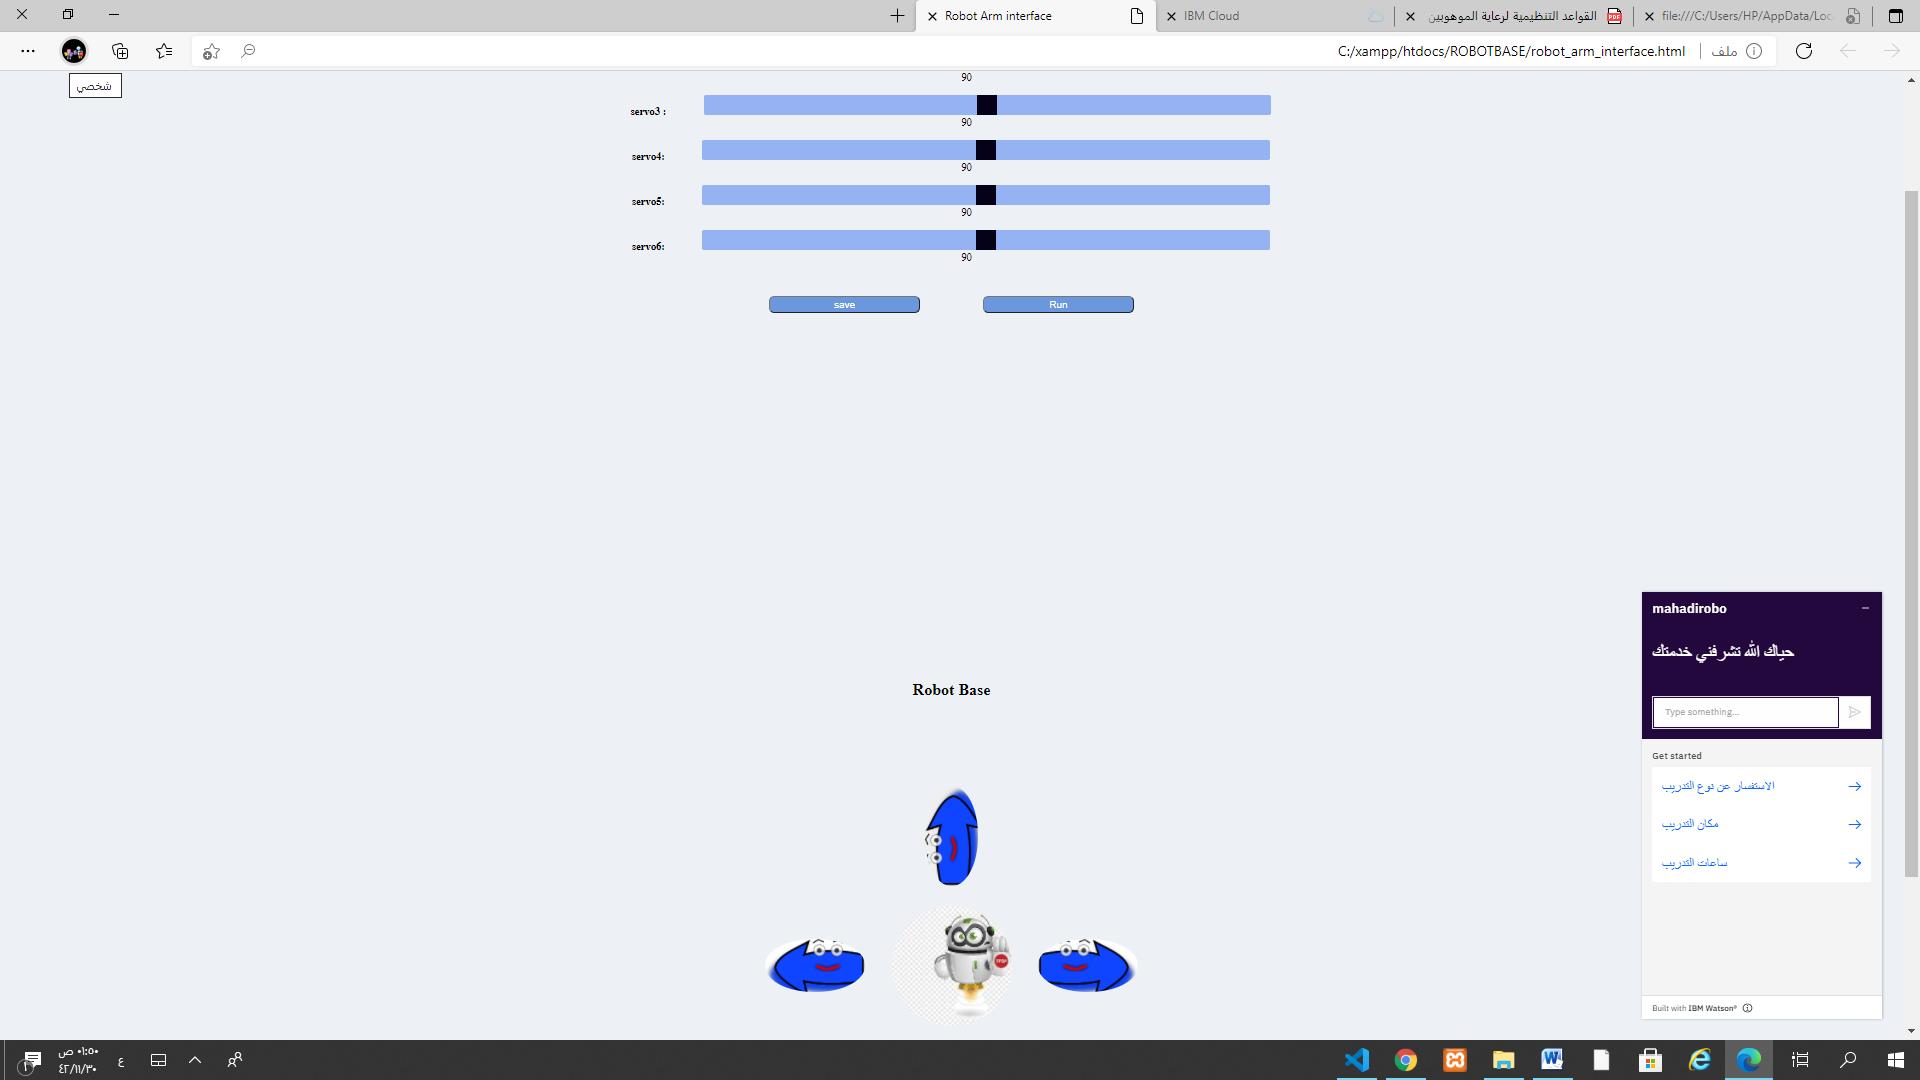 Robot Arm interface
IBM Cloud
القواعد التنظيمية لرعاية الموهوبين
file:///C:/Users/HP/AppData/Loc
C:/xampp/htdocs/ROBOTBASE/robot_arm_interface.html
ملف
شخصي
90
servo3 :
90
servo4:
90
servo5:
90
servo6:
90
save
Run
Robot Base
STOP
mahadirobo
حياك الله تشرفني خدمتك
Type something...
Get started
الاستفسار عن نوع التدريب
مكان التدريب
ساعات التدريب
Built with IBM Watson®
٠١:٥٠ ص
٤٢/١١/٣٠
ع